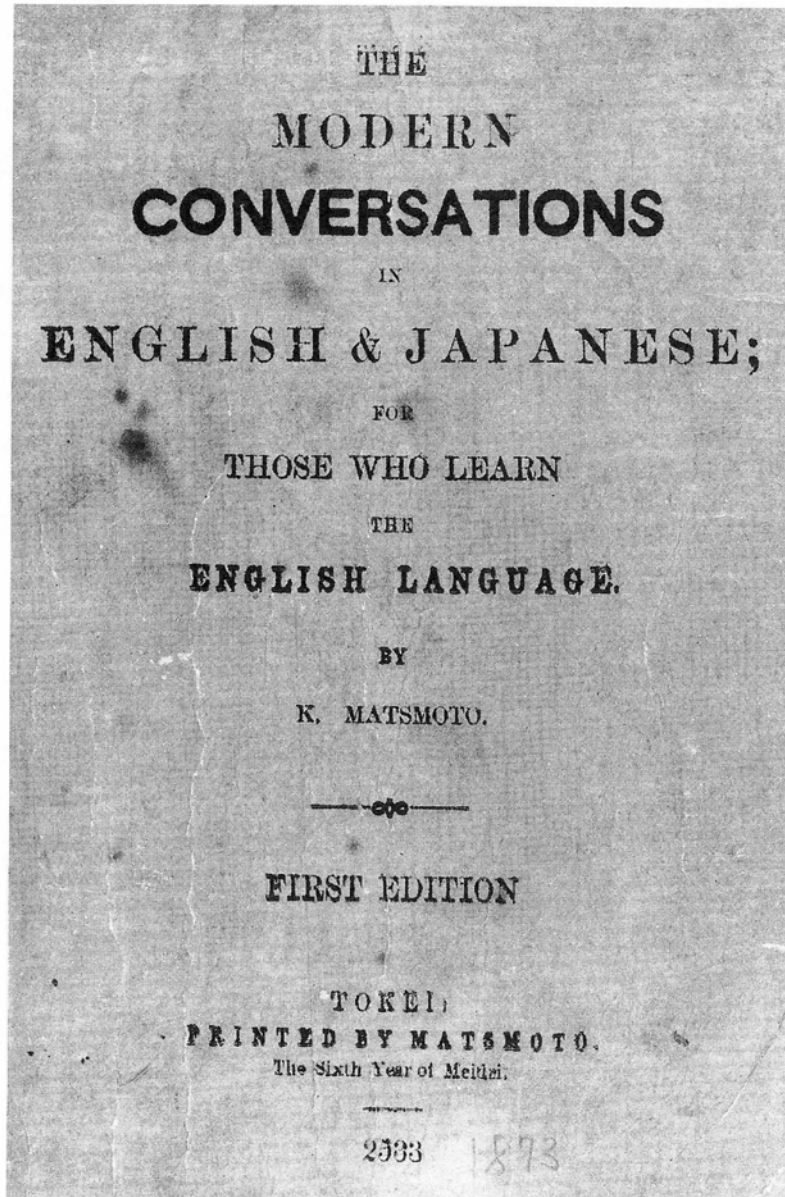 THE
MODERN
CONVERSATIONS
IN
ENGLISH & JAPANESE;
FOR
THOSE WHO LEARN
THE
ENGLISH LANGUAGE.
BY
K. MATSMOTO.
FIRST EDITION
TOKEI;
PRINTED BY MATSMOTO.
The Sixth Year of
2533 1873